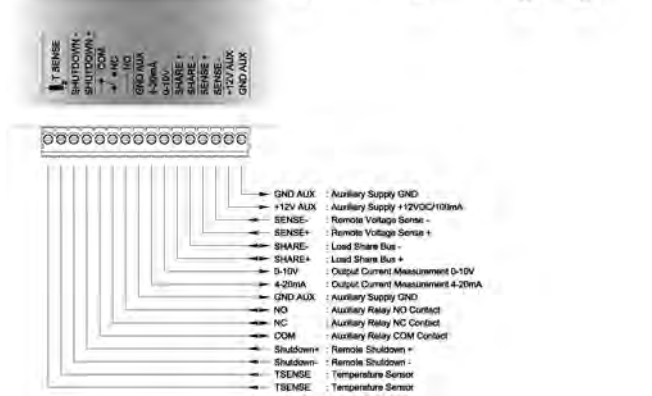 T SENSE
SHUTDOWN -
SHUTDOWN +
COM
NC
NO
GND AUX
4-20mA
0-10V
SHARE +
SHARE -
SENSE +
SENSE -
+12V AUX
GND AUX
GND AUX : Auxiliary Supply GND
+12V AUX : Auxiliary Supply +12VDC/100mA
SENSE- : Remote Voltage Sense -
SENSE+ : Remote Voltage Sense +
SHARE- : Load Share Bus -
SHARE+ : Load Share Bus +
0-10V : Output Current Measurement 0-10V
4-20mA : Output Current Measurement 4-20mA
GND AUX : Auxiliary Supply GND
NO : Auxiliary Relay NO Contact
NC : Auxiliary Relay NC Contact
COM : Auxiliary Relay COM Contact
Shutdown+ : Remote Shutdown +
Shutdown- : Remote Shutdown -
TSENSE : Temperature Sensor
TSENSE : Temperature Sensor